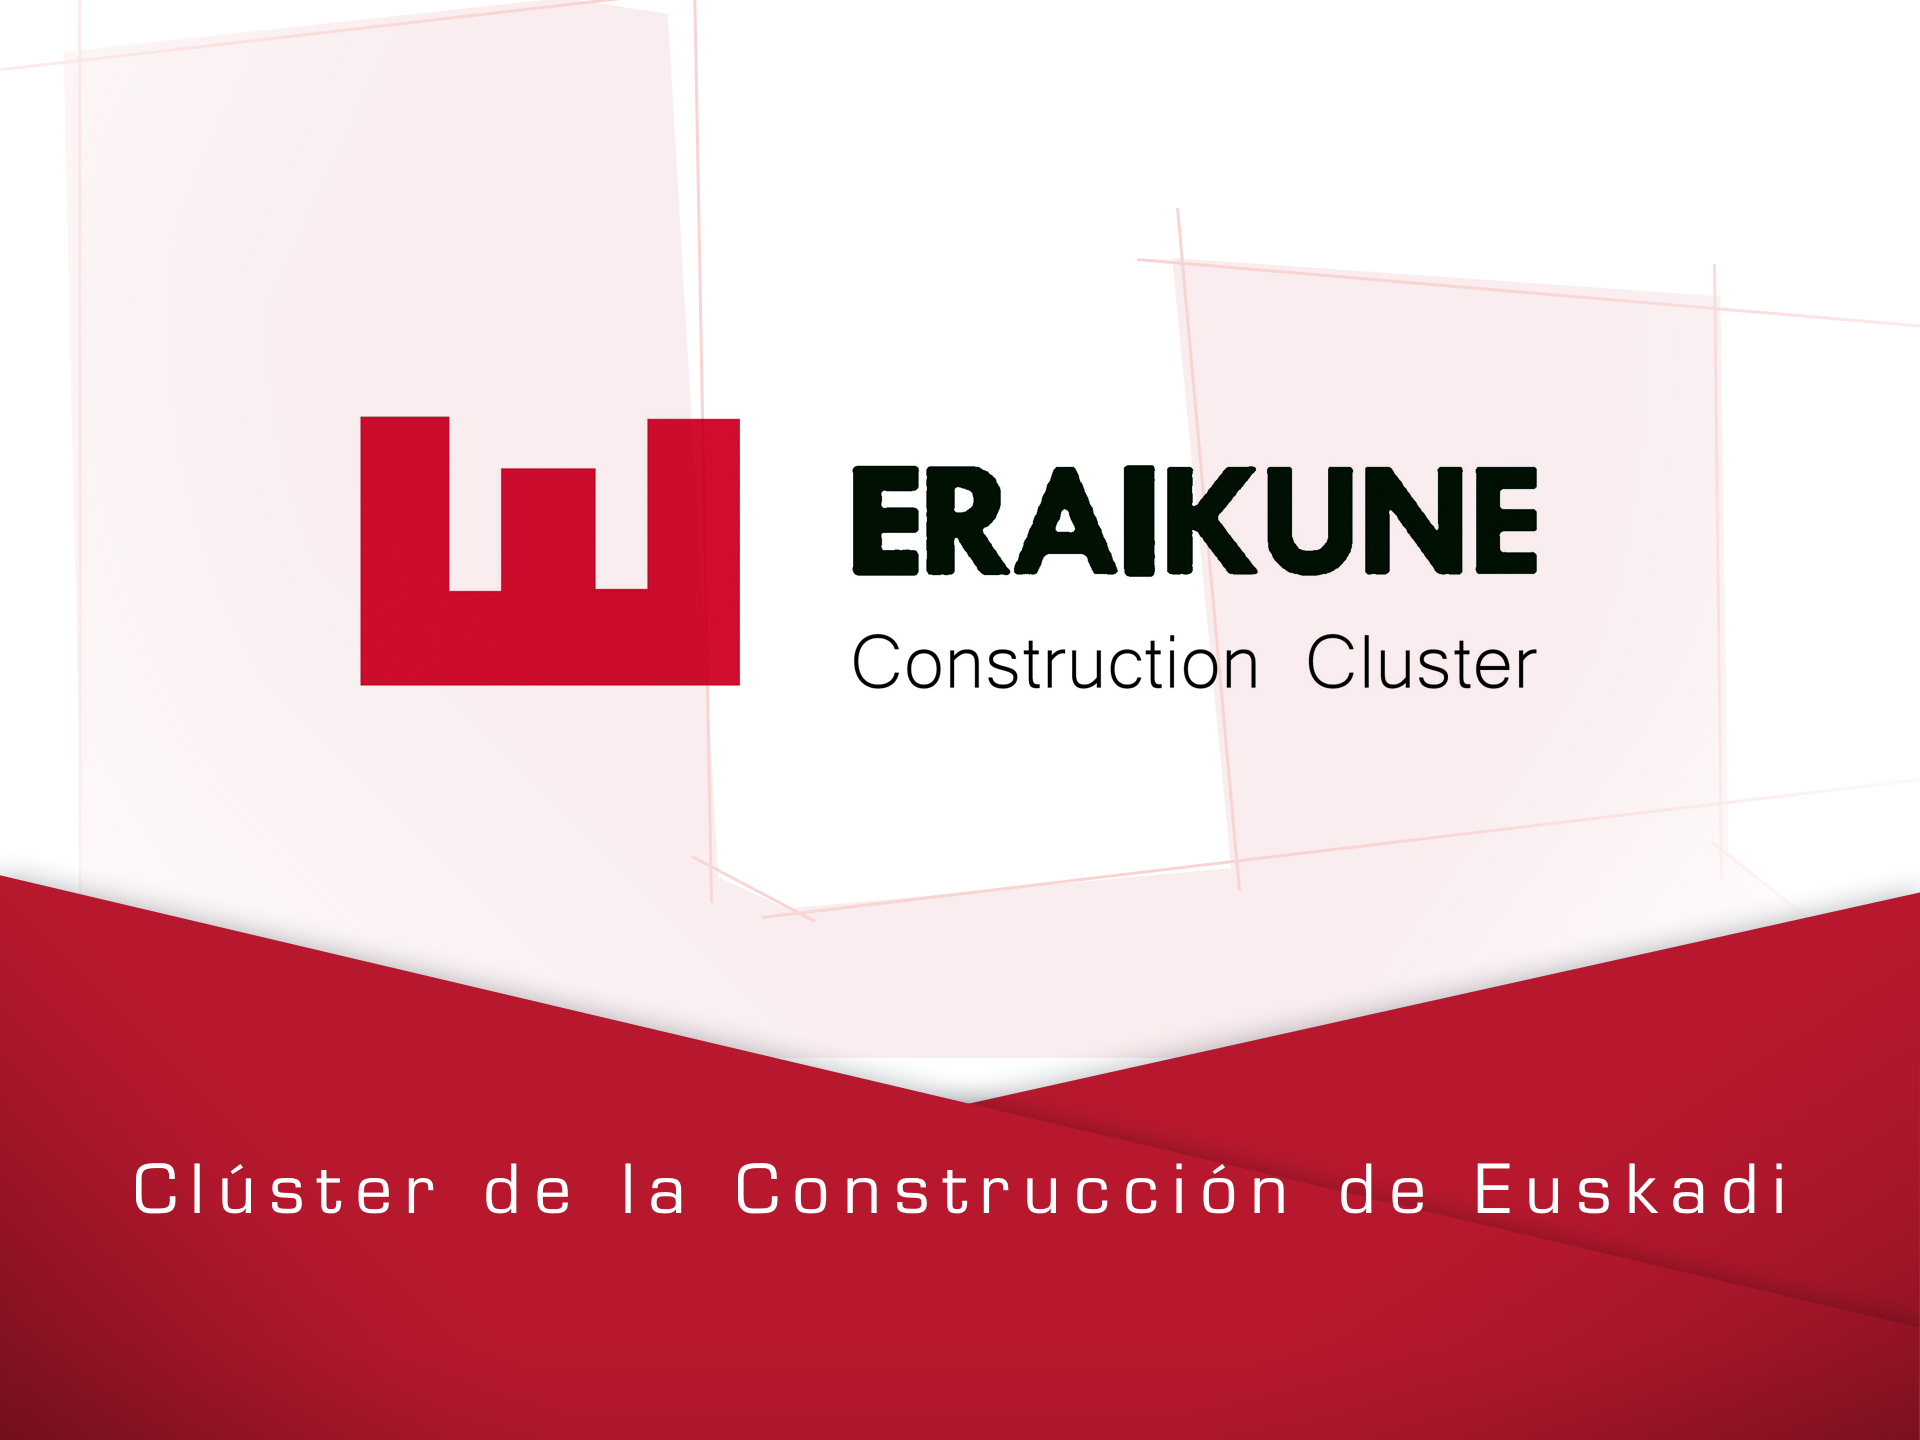 ERAIKUNE
Construction Cluster
Clúster de la Construcción de Euskadi